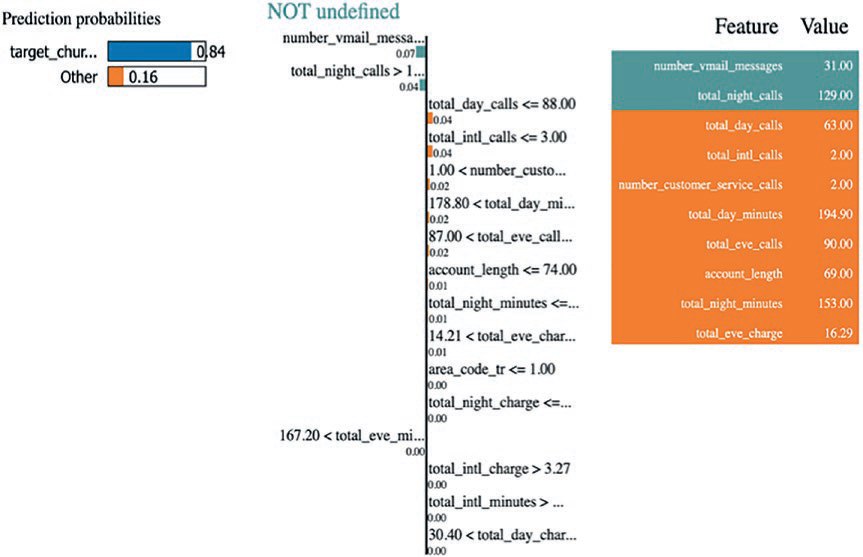 Prediction probabilities
target_chur... 0.84
Other 0.16
NOT undefined
number_vmail_messa...
0.07
total_night_calls > 1...
0.04
total_day_calls <= 88.00
0.04
total_intl_calls <= 3.00
0.04
1.00 < number_custo...
0.02
178.80 < total_day_mi...
0.02
87.00 < total_eve_call...
0.02
account_length <= 74.00
0.01
total_night_minutes <=...
0.01
14.21 < total_eve_char...
0.01
area_code_tr <= 1.00
0.00
total_night_charge <=...
0.00
167.20 < total_eve_mi...
0.00
total_intl_charge > 3.27
0.00
total_intl_minutes > ...
0.00
30.40 < total_day_char...
0.00
Feature Value
number_vmail_messages 31.00
total_night_calls 129.00
total_day_calls 63.00
total_intl_calls 2.00
number_customer_service_calls 2.00
total_day_minutes 194.90
total_eve_calls 90.00
account_length 69.00
total_night_minutes 153.00
total_eve_charge 16.29